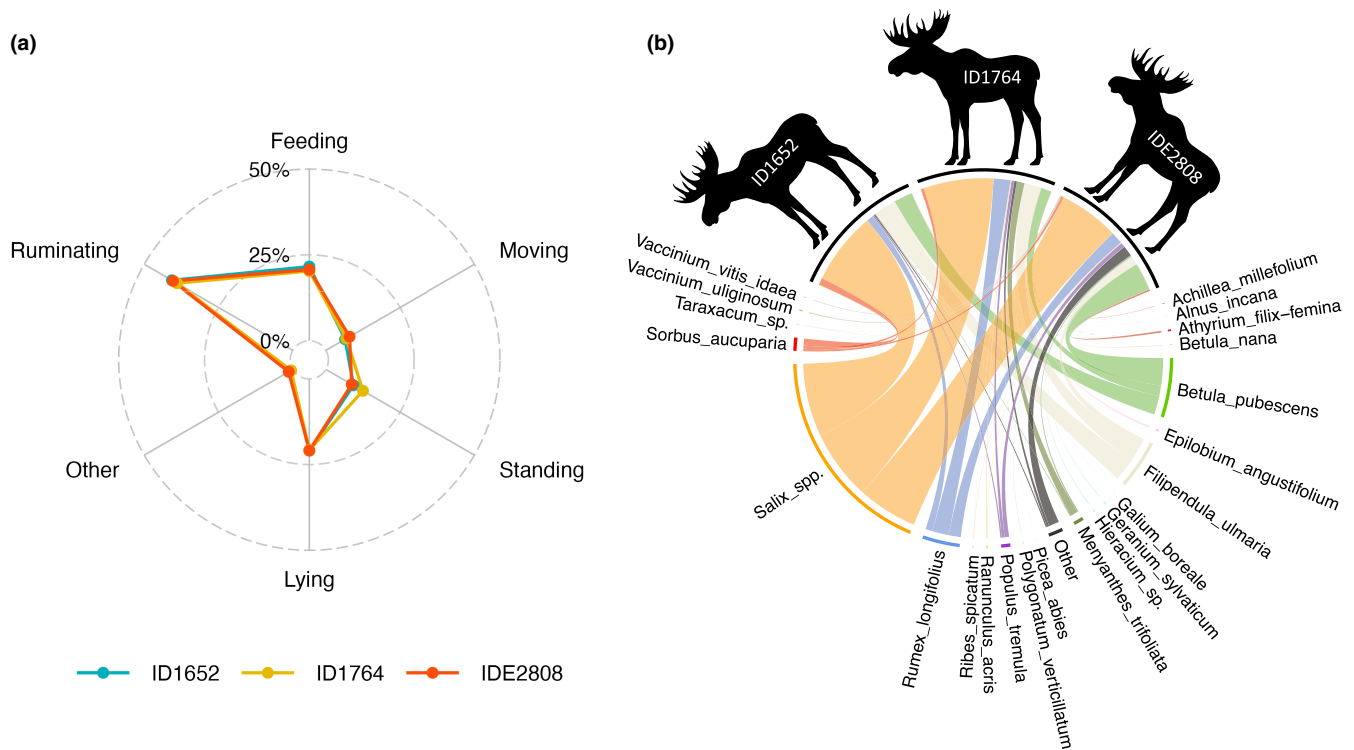 (a)
Feeding
50%
Ruminating
Moving
25%
0%
Other
Standing
Lying
ID1652
ID1764
IDE2808
(b)
ID1652
ID1764
IDE2808
Vaccinium_vitis_idaea
Vaccinium_uliginosum
Taraxacum_sp.
Sorbus_aucuparia
Salix_spp.
Rumex_longifolius
Ribes_spicatum
Ranunculus_acris
Populus_tremula
Polygonatum_verticillatum
Picea_abies
Other
Menyanthes_trifoliata
Hieracium_sp.
Geranium_sylvaticum
Galium_boreale
Filipendula_ulmaria
Epilobium_angustifolium
Betula_pubescens
Betula_nana
Athyrium_filix−femina
Alnus_incana
Achillea_millefolium